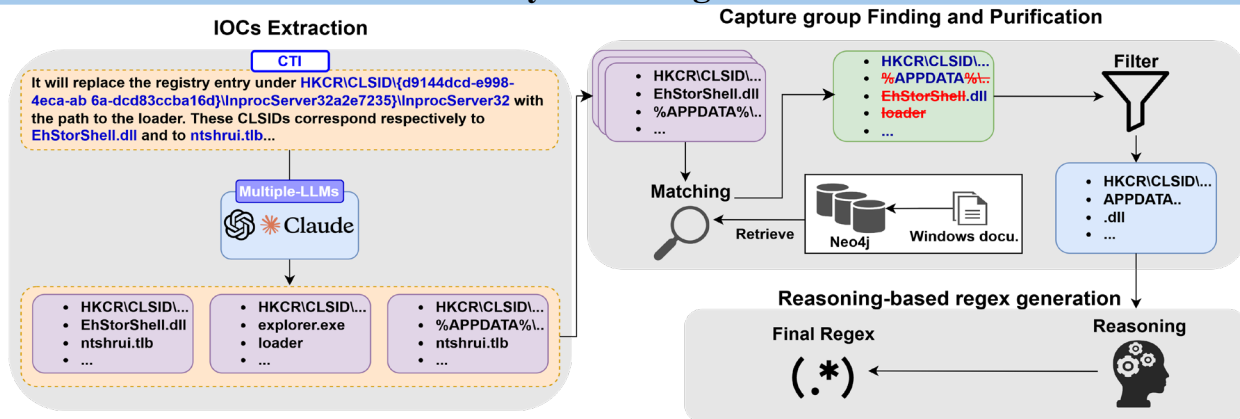 IOCs Extraction
CTI
It will replace the registry entry under HKCR\CLSID\{d9144dcd-e998-
4eca-ab 6a-dcd83ccba16d}\InprocServer32a2e7235}\InprocServer32 with
the path to the loader. These CLSIDs correspond respectively to
EhStorShell.dll and to ntshrui.tlb...
Multiple-LLMs
Claude
• HKCR\CLSID\...
• EhStorShell.dll
• ntshrui.tlb
• ...
• HKCR\CLSID\...
• explorer.exe
• loader
• ...
• HKCR\CLSID\...
• %APPDATA%\..
• ntshrui.tlb
• ...
Capture group Finding and Purification
• HKCR\CLSID\...
• EhStorShell.dll
• %APPDATA%\..
• ...
Matching
Retrieve
Neo4j
Windows docu.
• HKCR\CLSID\...
• %APPDATA%\..
• EhStorShell.dll
• loader
• ...
Filter
• HKCR\CLSID\...
• APPDATA..
• .dll
• ...
Reasoning-based regex generation
Reasoning
Final Regex
(.*)